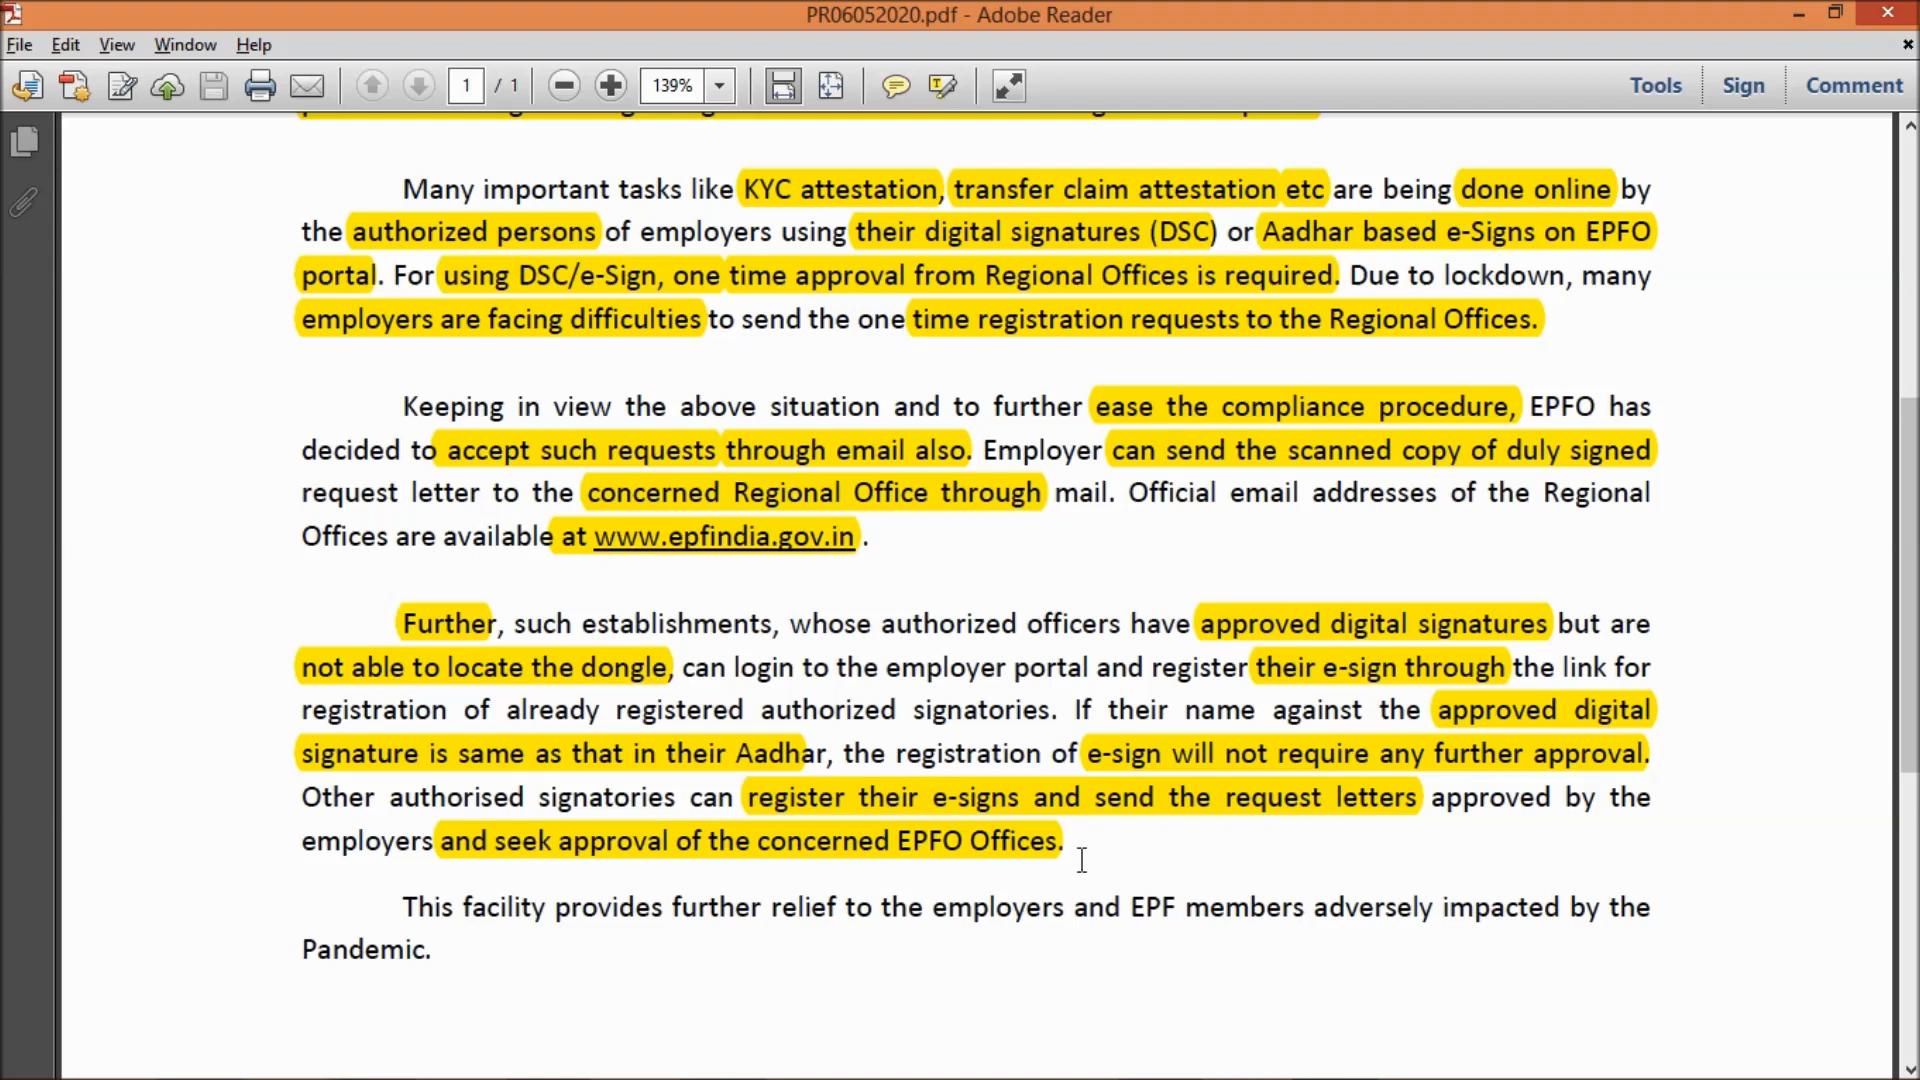 PR06052020.pdf - Adobe Reader
File Edit View Window Help
1 / 1 139% Tools Sign Comment
Many important tasks like KYC attestation, transfer claim attestation etc are being done online by
the authorized persons of employers using their digital signatures (DSC) or Aadhar based e-Signs on EPFO
portal. For using DSC/e-Sign, one time approval from Regional Offices is required. Due to lockdown, many
employers are facing difficulties to send the one time registration requests to the Regional Offices.
Keeping in view the above situation and to further ease the compliance procedure, EPFO has
decided to accept such requests through email also. Employer can send the scanned copy of duly signed
request letter to the concerned Regional Office through mail. Official email addresses of the Regional
Offices are available at www.epfindia.gov.in .
Further, such establishments, whose authorized officers have approved digital signatures but are
not able to locate the dongle, can login to the employer portal and register their e-sign through the link for
registration of already registered authorized signatories. If their name against the approved digital
signature is same as that in their Aadhar, the registration of e-sign will not require any further approval.
Other authorised signatories can register their e-signs and send the request letters approved by the
employers and seek approval of the concerned EPFO Offices.
This facility provides further relief to the employers and EPF members adversely impacted by the
Pandemic.